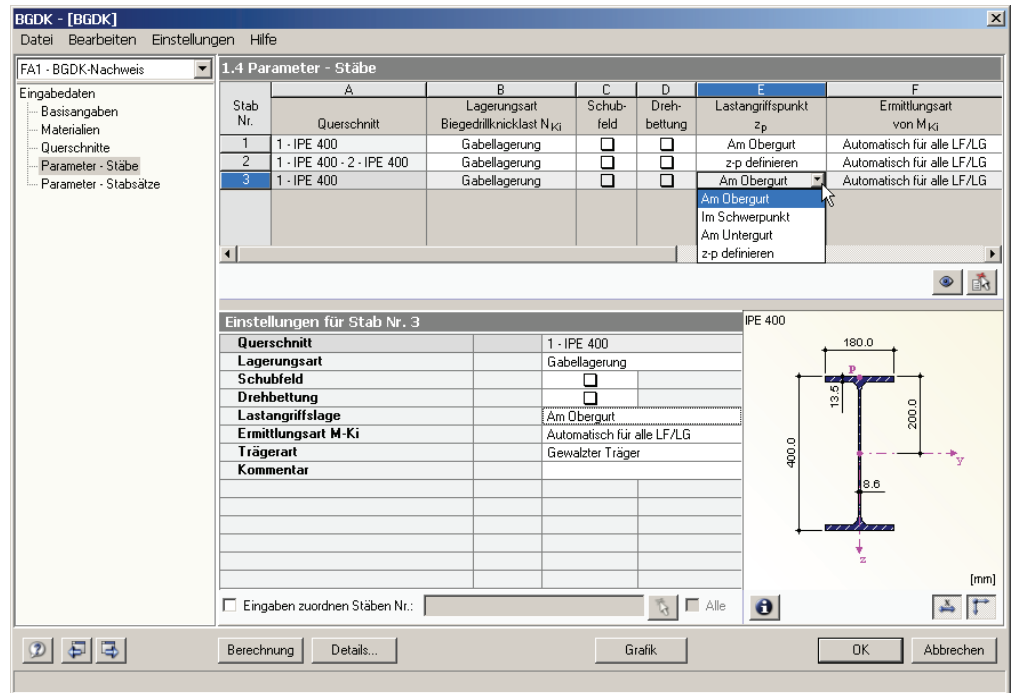 BGDK - [BGDK]
Datei Bearbeiten Einstellungen Hilfe
FA1 - BGDK-Nachweis
Eingabedaten
Basisangaben
Materialien
Querschnitte
Parameter - Stäbe
Parameter - Stabsätze
1.4 Parameter - Stäbe
A B C D E F
Stab Lagerungsart Schub- Dreh- Lastangriffspunkt Ermittlungsart
Nr. Querschnitt Biegedrillknicklast N Ki feld bettung z p von M Ki
1 1 - IPE 400 Gabellagerung Am Obergurt Automatisch für alle LF/LG
2 1 - IPE 400 - 2 - IPE 400 Gabellagerung z-p definieren Automatisch für alle LF/LG
3 1 - IPE 400 Gabellagerung Am Obergurt Automatisch für alle LF/LG
Am Obergurt
Im Schwerpunkt
Am Untergurt
z-p definieren
Einstellungen für Stab Nr. 3
Querschnitt 1 - IPE 400
Lagerungsart Gabellagerung
Schubfeld
Drehbettung
Lastangriffslage Am Obergurt
Ermittlungsart M-Ki Automatisch für alle LF/LG
Trägerart Gewalzter Träger
Kommentar
Eingaben zuordnen Stäben Nr.: Alle
IPE 400
180.0
P
13.5
200.0
400.0
y
8.6
z
[mm]
Berechnung Details... Grafik OK Abbrechen